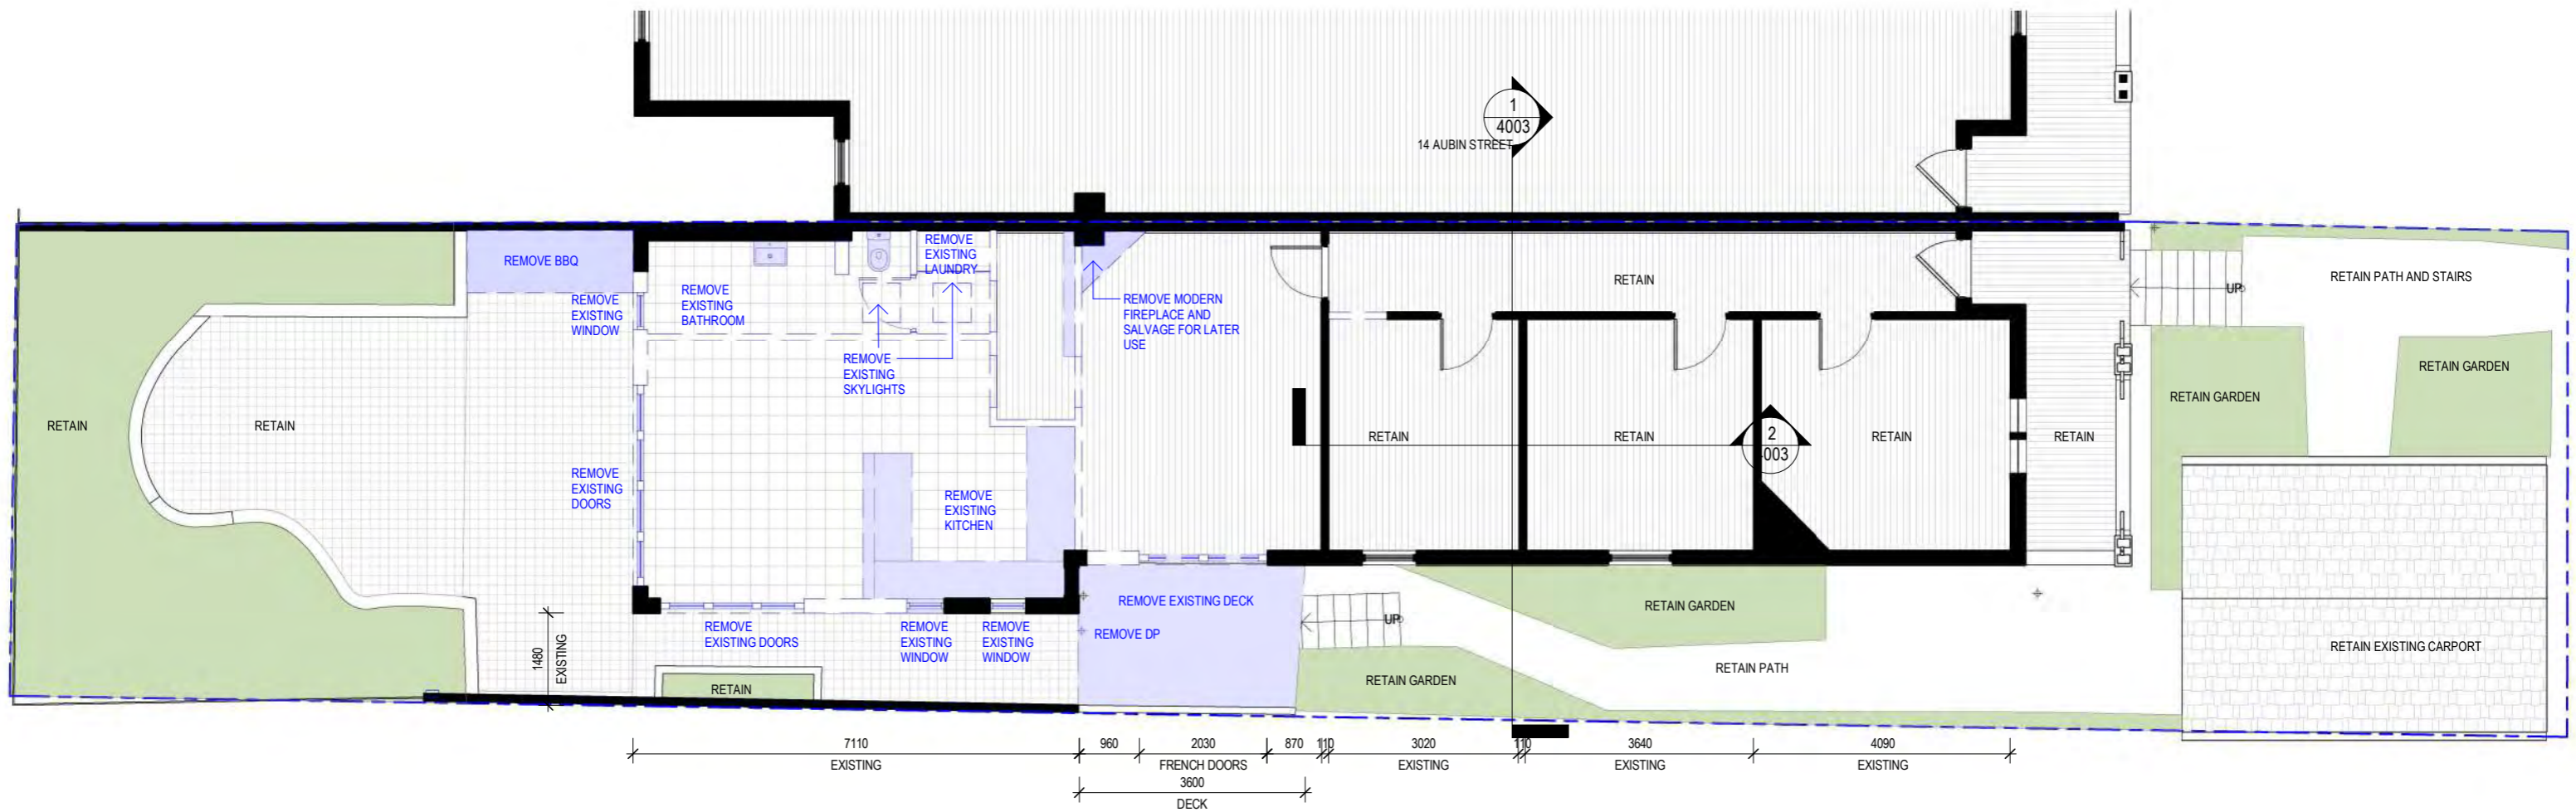 1
4003
14 AUBIN STREET
REMOVE BBQ
REMOVE
EXISTING
WINDOW
REMOVE
EXISTING
BATHROOM
REMOVE
EXISTING
LAUNDRY
REMOVE
EXISTING
SKYLIGHTS
REMOVE MODERN
FIREPLACE AND
SALVAGE FOR LATER
USE
RETAIN
UP
RETAIN PATH AND STAIRS
RETAIN GARDEN
RETAIN GARDEN
RETAIN
RETAIN
REMOVE
EXISTING
DOORS
REMOVE
EXISTING
KITCHEN
RETAIN
RETAIN
2
4003
RETAIN
RETAIN
REMOVE
EXISTING DOORS
REMOVE
EXISTING
WINDOW
REMOVE
EXISTING
WINDOW
REMOVE EXISTING DECK
REMOVE DP
UP
RETAIN GARDEN
RETAIN GARDEN
RETAIN PATH
RETAIN EXISTING CARPORT
1480
EXISTING
RETAIN
7110
EXISTING
960
2030
FRENCH DOORS
870
110
3020
EXISTING
110
3640
EXISTING
4090
EXISTING
3600
DECK